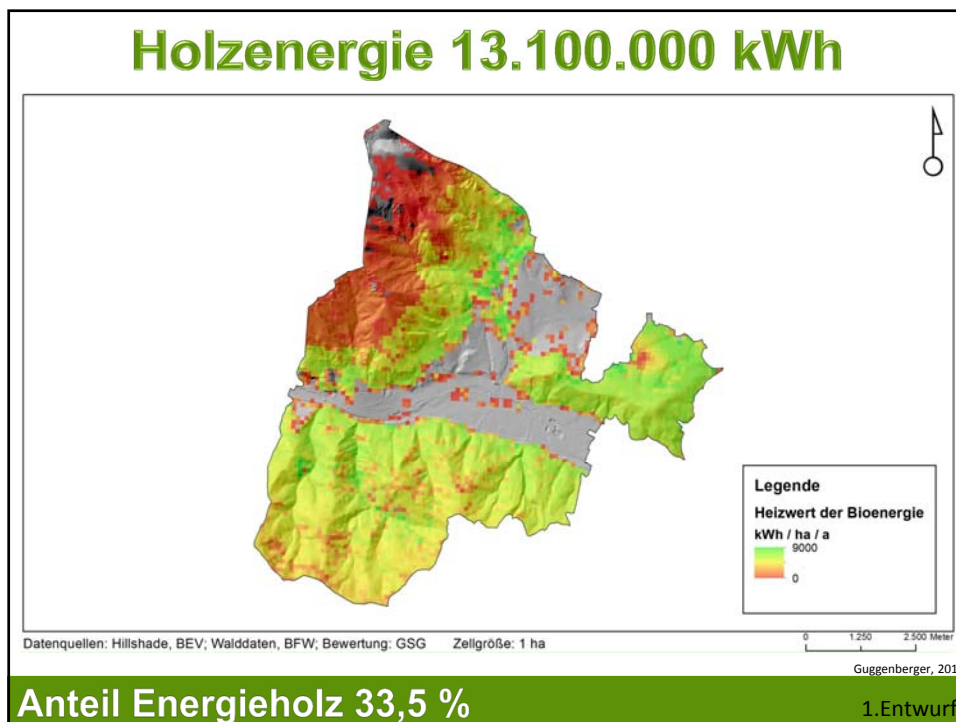 Holzenergie 13.100.000 kWh
Legende
Heizwert der Bioenergie
kWh / ha / a
9000
0
Datenquellen: Hillshade, BEV; Walddaten, BFW; Bewertung: GSG Zellgröße: 1 ha
0 1.250 2.500 Meter
Guggenberger, 201
Anteil Energieholz 33,5 %
1.Entwurf